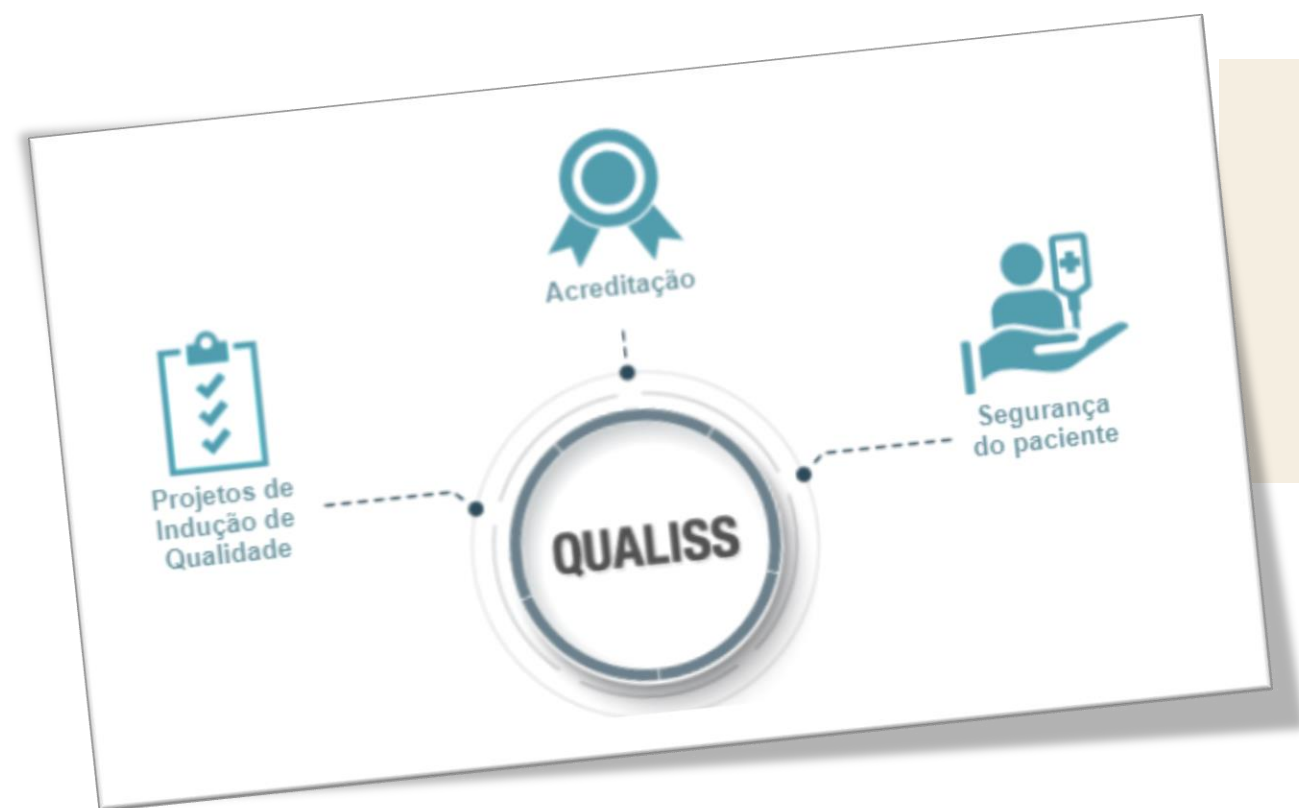 Acreditação
Segurança
do paciente
Projetos de
Indução de
Qualidade
QUALISS